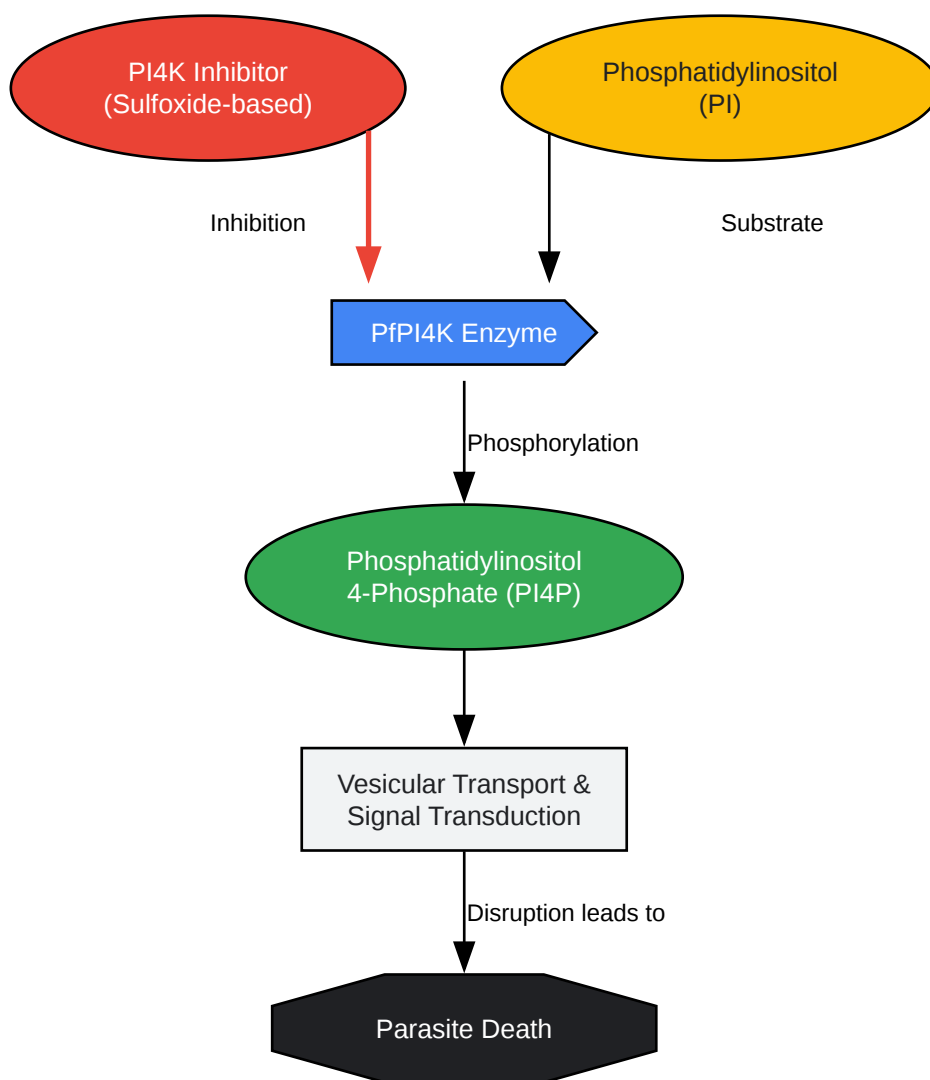 PI4K Inhibitor
(Sulfoxide-based)
Phosphatidylinositol
(PI)
Inhibition
Substrate
PfPI4K Enzyme
Phosphorylation
Phosphatidylinositol
4-Phosphate (PI4P)
Vesicular Transport &
Signal Transduction
Disruption leads to
Parasite Death